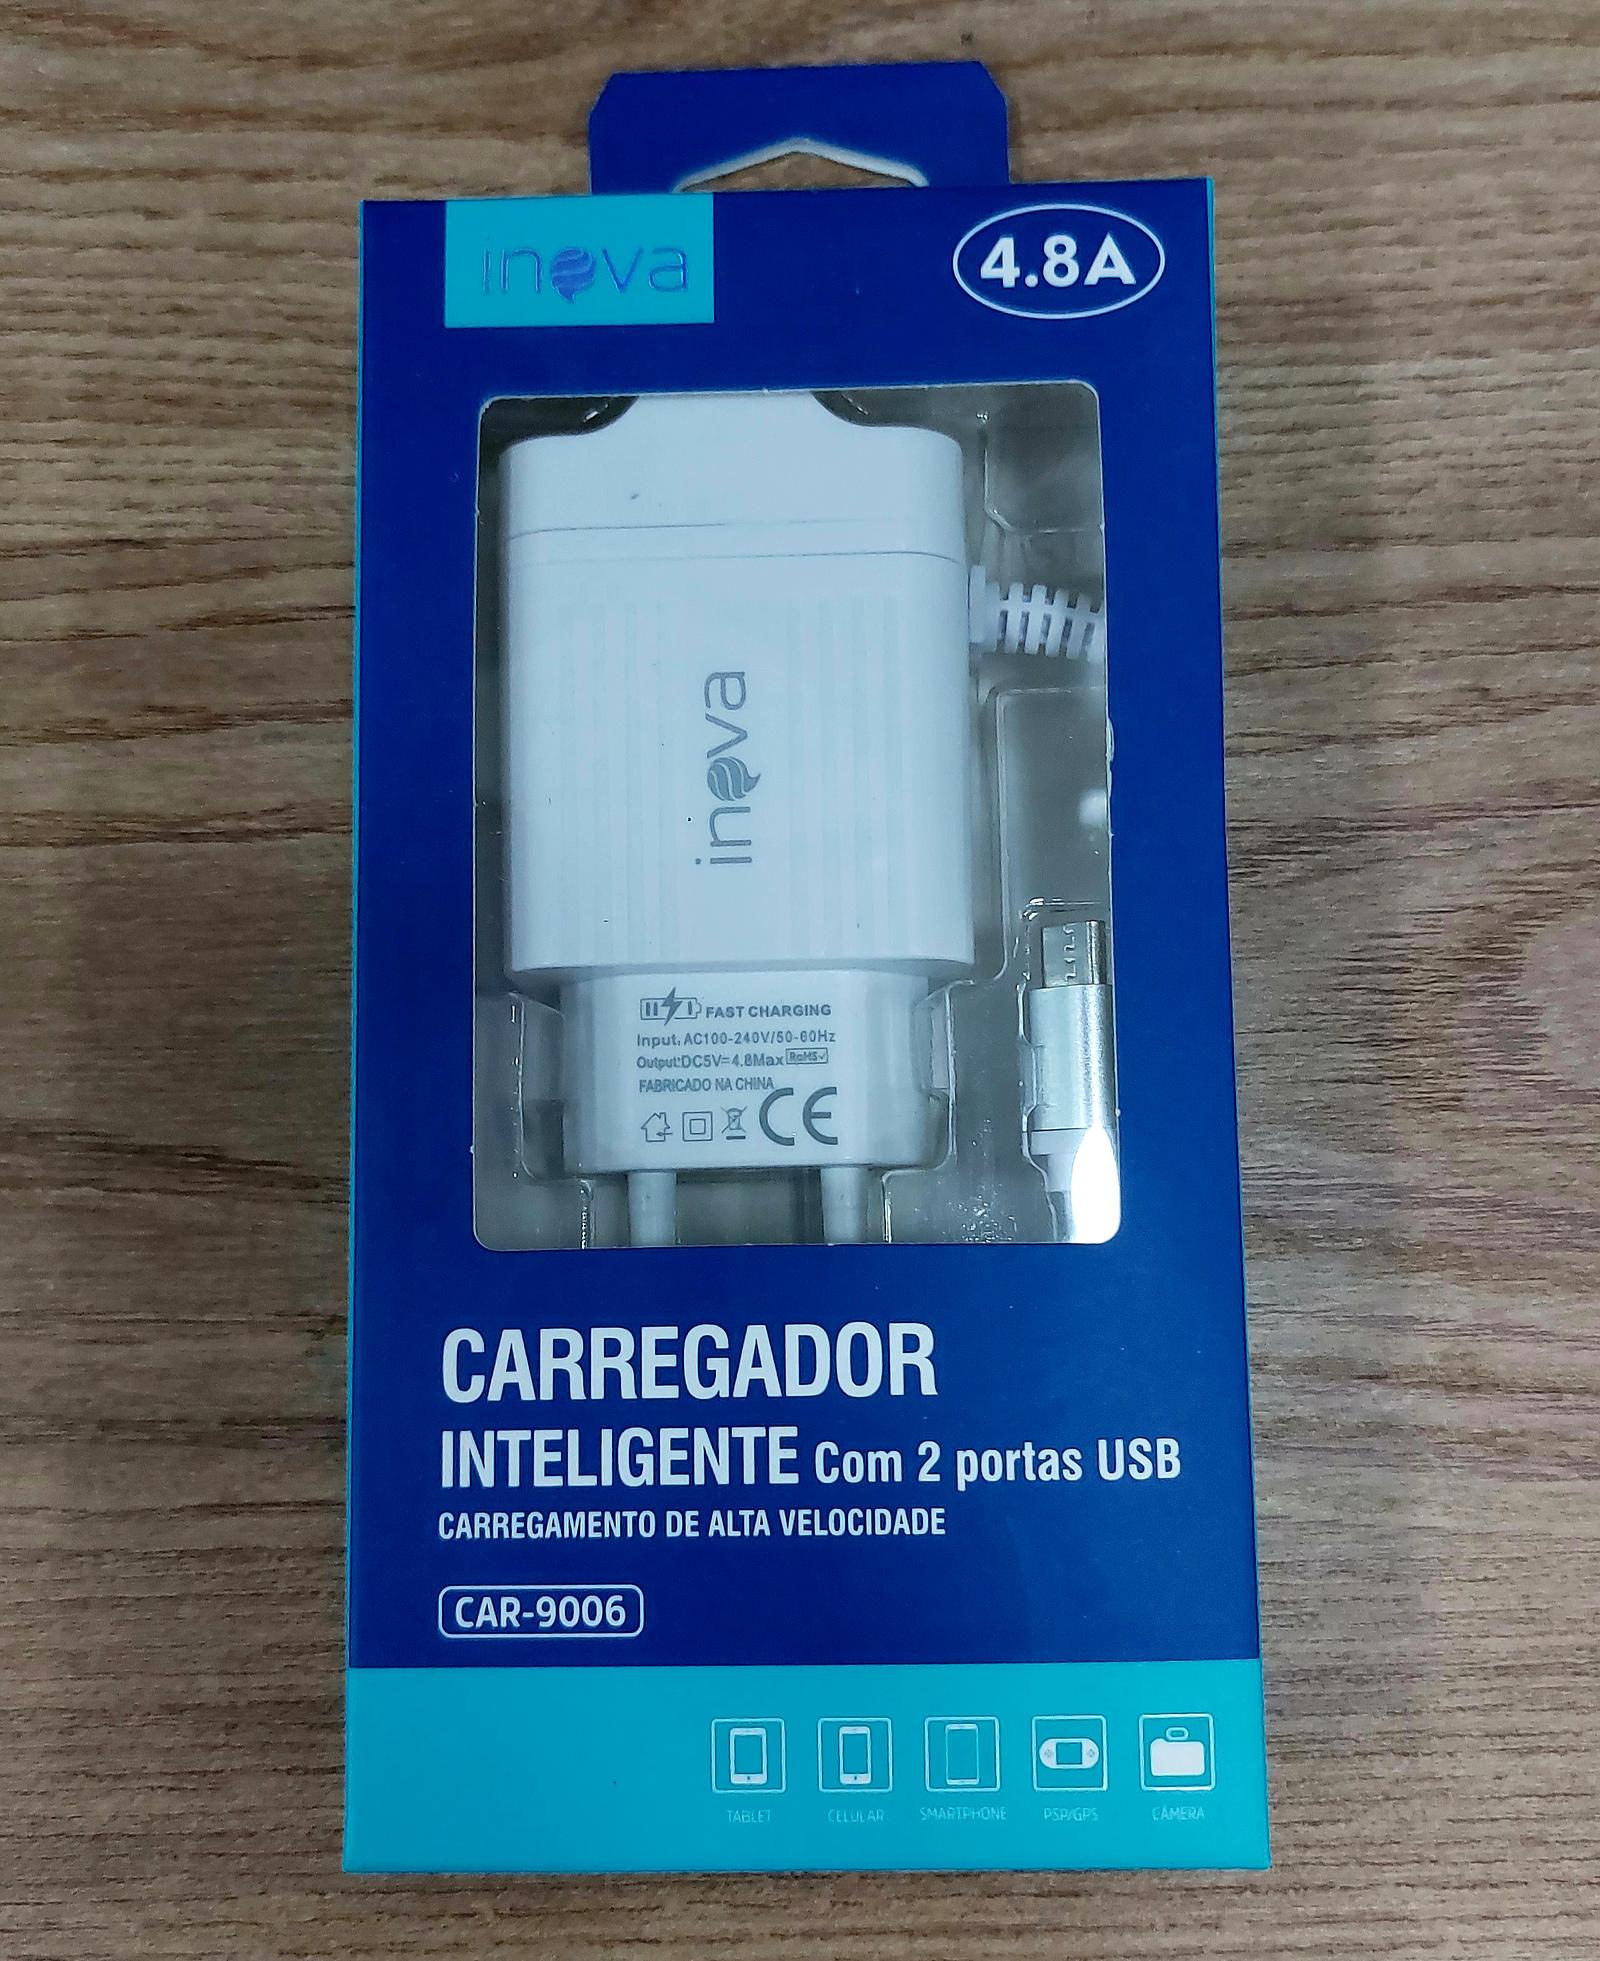 inova
4.8A
inova
FAST CHARGING
Input: AC100-240V/50-60Hz
Output:DC5V=4.8Max RoHS
FABRICADO NA CHINA
CE
CARREGADOR
INTELIGENTE Com 2 portas USB
CARREGAMENTO DE ALTA VELOCIDADE
CAR-9006
TABLET CELULAR SMARTPHONE PSP/GPS CÂMERA